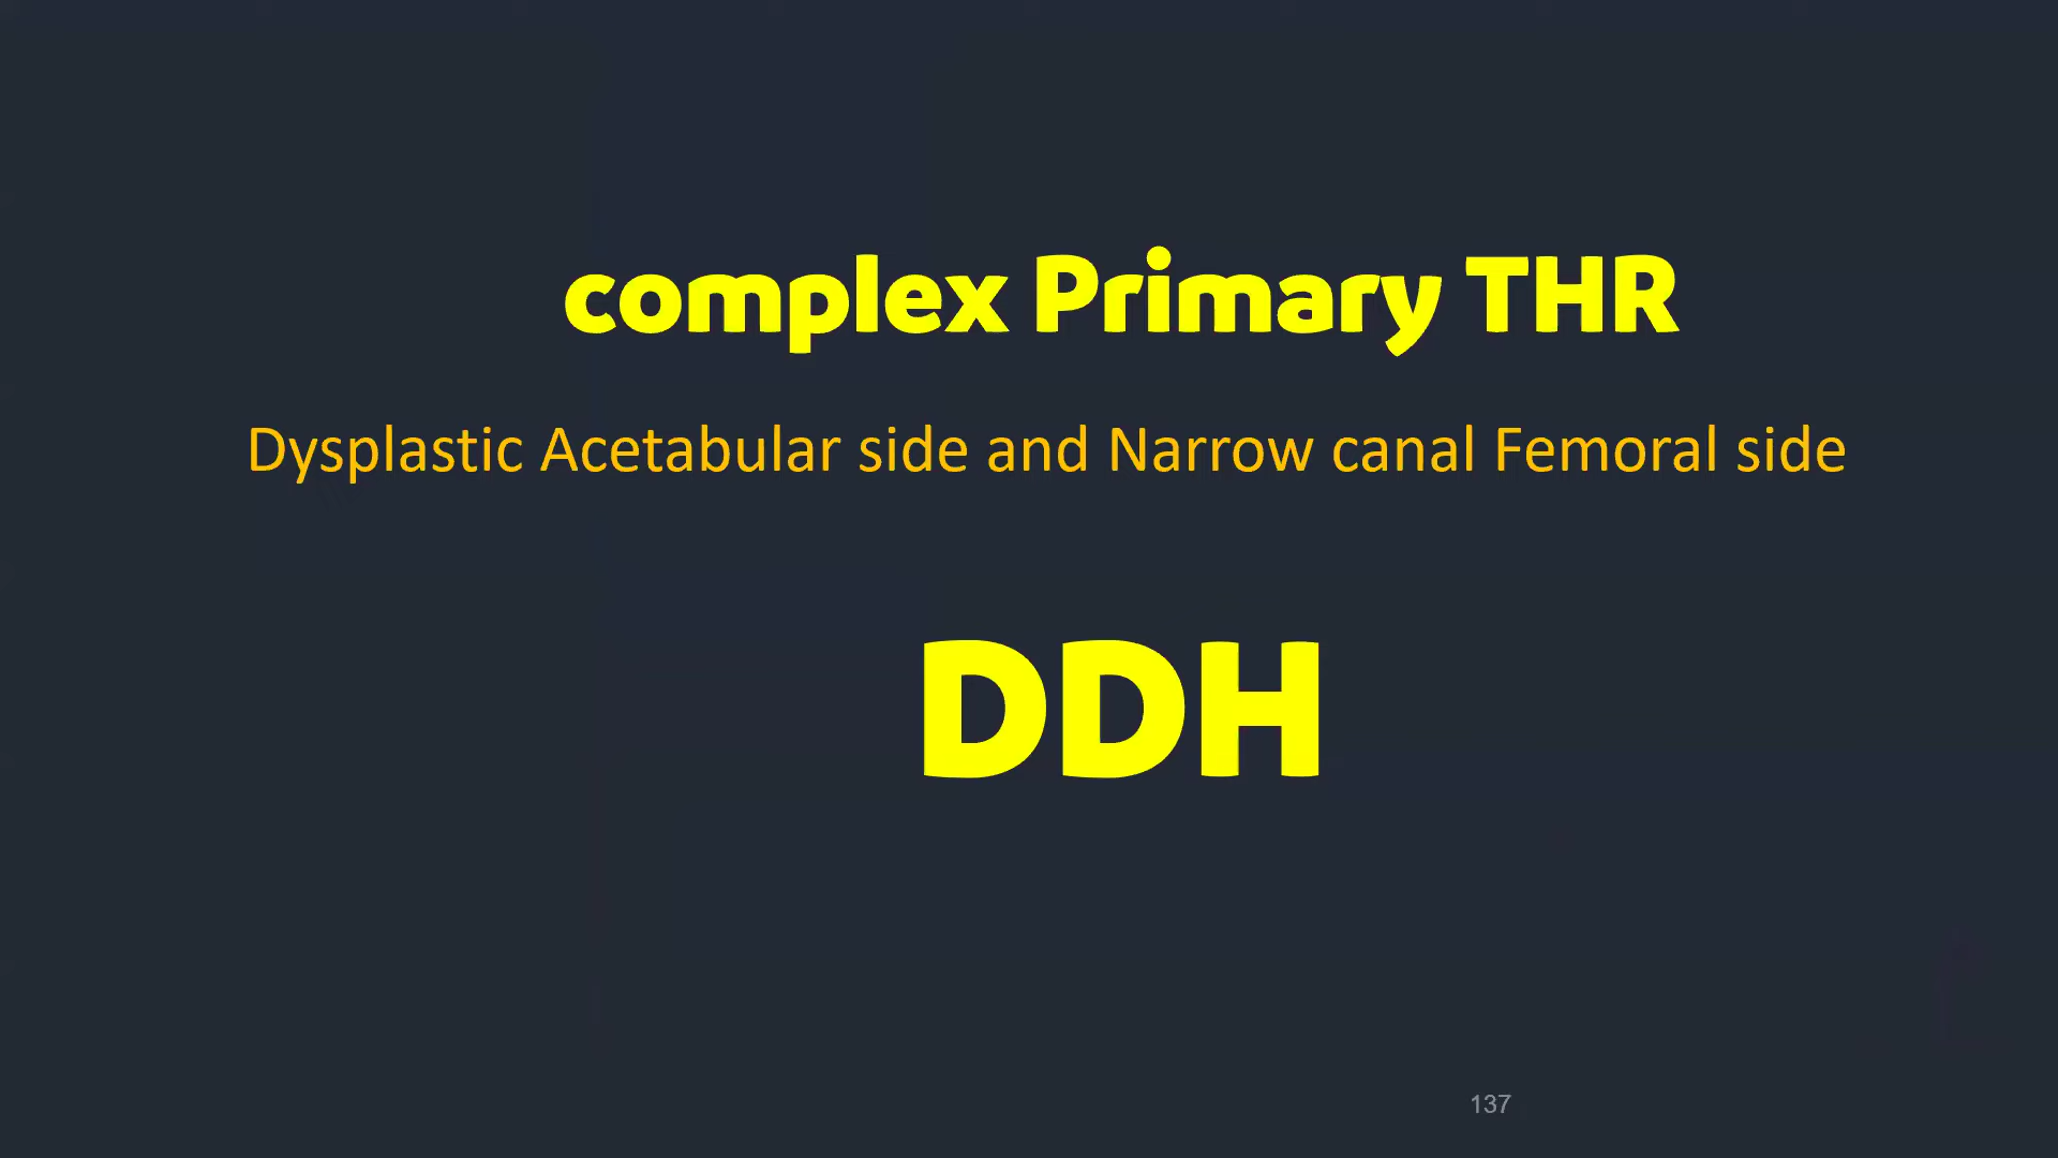 complex Primary THR
Dysplastic Acetabular side and Narrow canal Femoral side
DDH
137